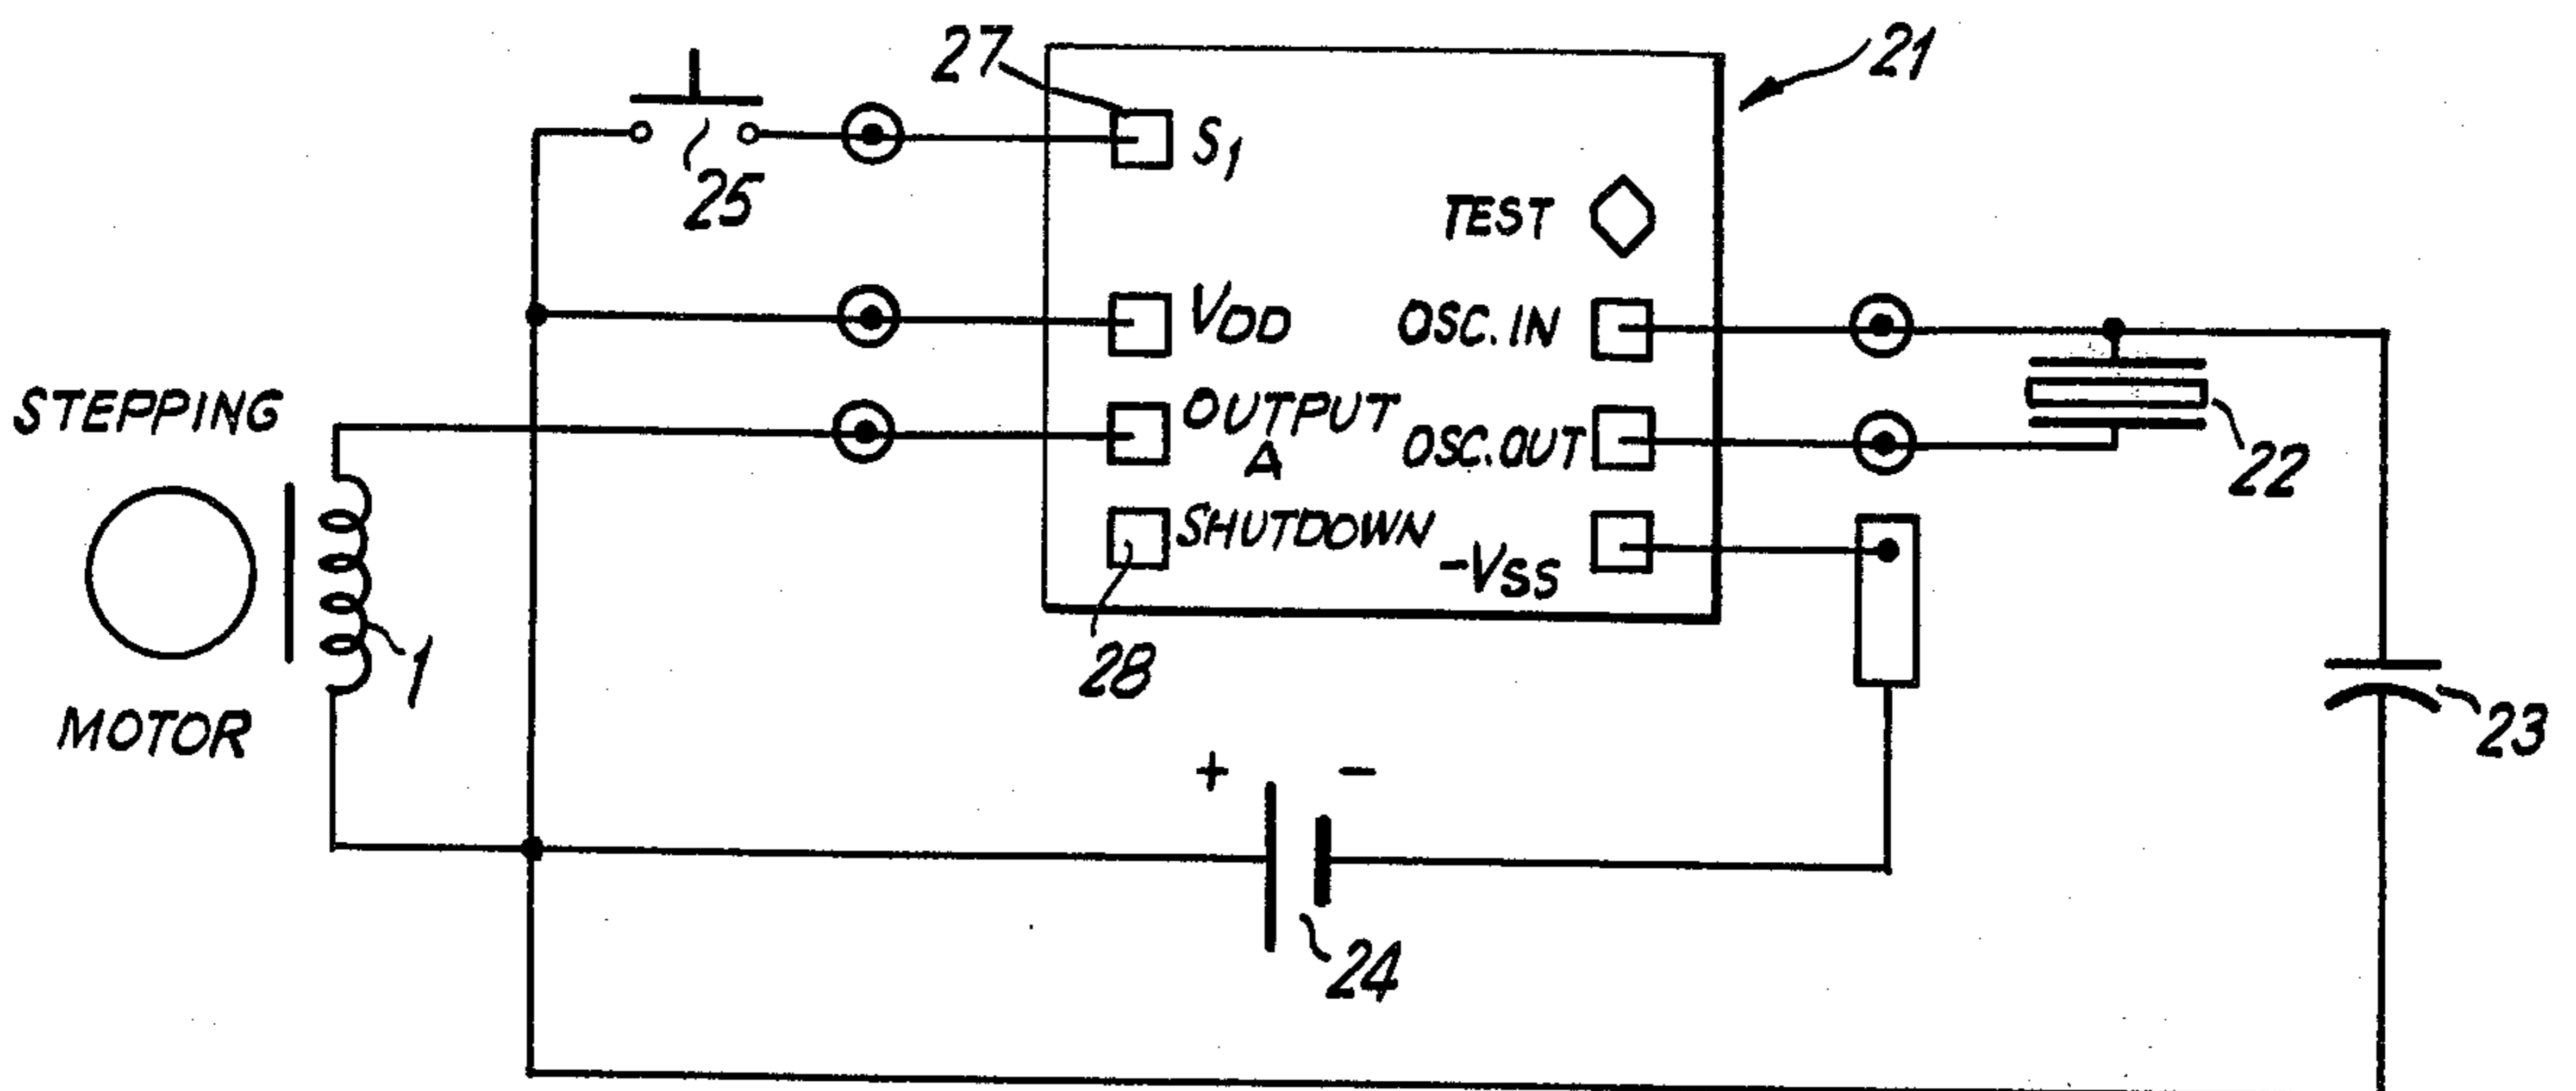 27
21
S1
25
TEST
VDD
OSC. IN
STEPPING
OUTPUT
A
OSC. OUT
22
SHUTDOWN
-VSS
1
28
MOTOR
23
+ -
24